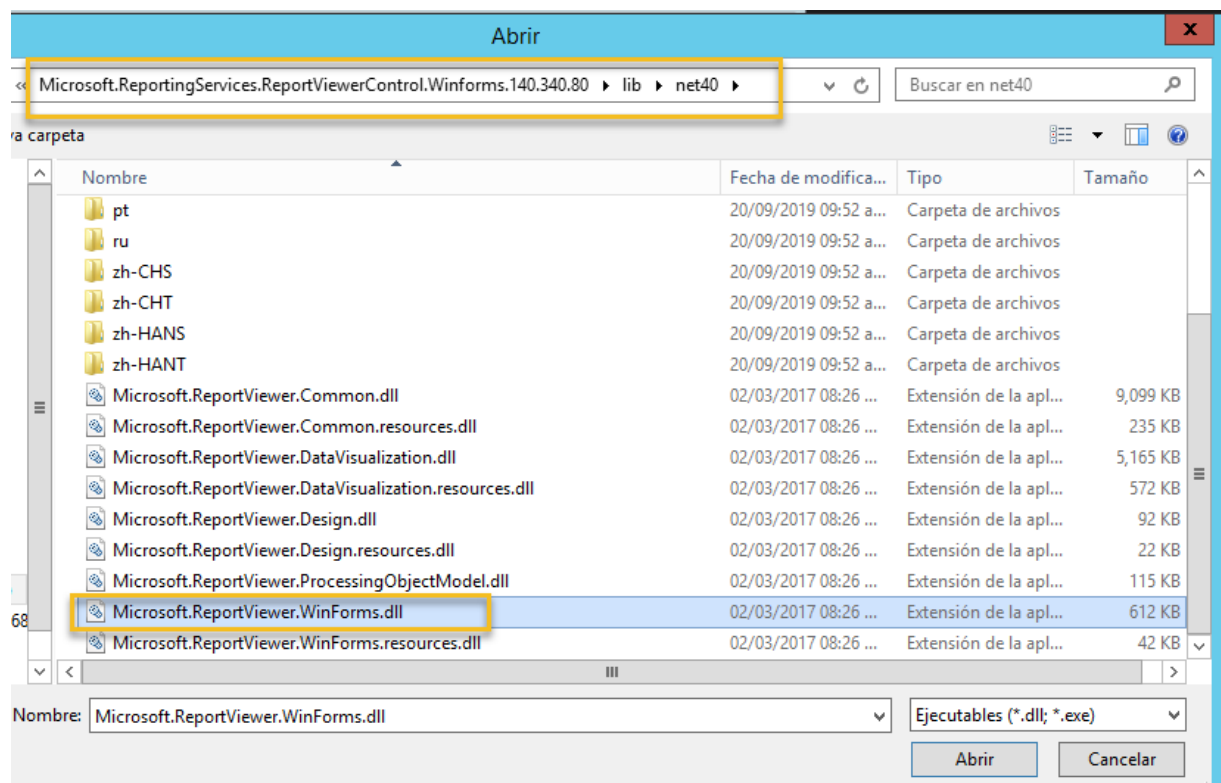 Abrir
x
« Microsoft.ReportingServices.ReportViewerControl.Winforms.140.340.80 lib net40 Buscar en net40
va carpeta
Nombre Fecha de modifica... Tipo Tamaño
pt 20/09/2019 09:52 a... Carpeta de archivos
ru 20/09/2019 09:52 a... Carpeta de archivos
zh-CHS 20/09/2019 09:52 a... Carpeta de archivos
zh-CHT 20/09/2019 09:52 a... Carpeta de archivos
zh-HANS 20/09/2019 09:52 a... Carpeta de archivos
zh-HANT 20/09/2019 09:52 a... Carpeta de archivos
Microsoft.ReportViewer.Common.dll 02/03/2017 08:26 ... Extensión de la apl... 9,099 KB
Microsoft.ReportViewer.Common.resources.dll 02/03/2017 08:26 ... Extensión de la apl... 235 KB
Microsoft.ReportViewer.DataVisualization.dll 02/03/2017 08:26 ... Extensión de la apl... 5,165 KB
Microsoft.ReportViewer.DataVisualization.resources.dll 02/03/2017 08:26 ... Extensión de la apl... 572 KB
Microsoft.ReportViewer.Design.dll 02/03/2017 08:26 ... Extensión de la apl... 92 KB
Microsoft.ReportViewer.Design.resources.dll 02/03/2017 08:26 ... Extensión de la apl... 22 KB
Microsoft.ReportViewer.ProcessingObjectModel.dll 02/03/2017 08:26 ... Extensión de la apl... 115 KB
68 Microsoft.ReportViewer.WinForms.dll 02/03/2017 08:26 ... Extensión de la apl... 612 KB
Microsoft.ReportViewer.WinForms.resources.dll 02/03/2017 08:26 ... Extensión de la apl... 42 KB
Nombre: Microsoft.ReportViewer.WinForms.dll Ejecutables (*.dll; *.exe)
Abrir Cancelar